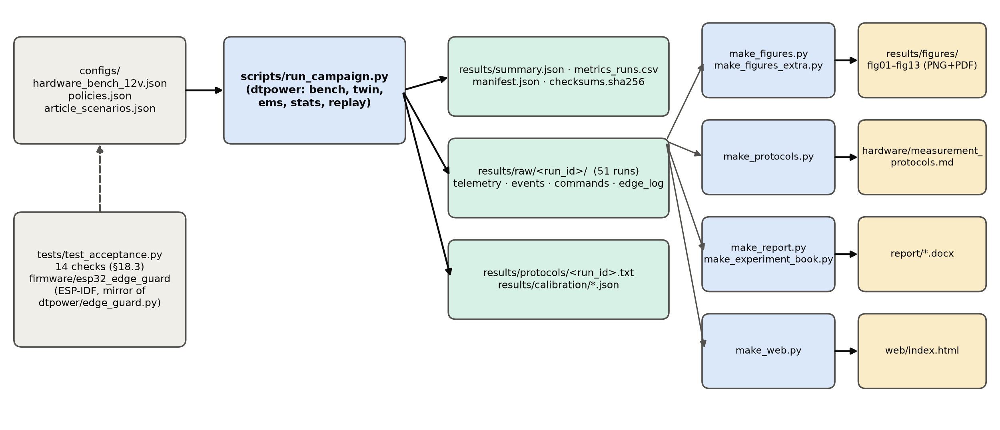 configs/
hardware_bench_12v.json
policies.json
article_scenarios.json
tests/test_acceptance.py
14 checks (§18.3)
firmware/esp32_edge_guard
(ESP-IDF, mirror of
dtpower/edge_guard.py)
scripts/run_campaign.py
(dtpower: bench, twin,
ems, stats, replay)
results/summary.json · metrics_runs.csv
manifest.json · checksums.sha256
results/raw/<run_id>/  (51 runs)
telemetry · events · commands · edge_log
results/protocols/<run_id>.txt
results/calibration/*.json
make_figures.py
make_figures_extra.py
results/figures/
fig01–fig13 (PNG+PDF)
make_protocols.py
hardware/measurement_
protocols.md
make_report.py
make_experiment_book.py
report/*.docx
make_web.py
web/index.html